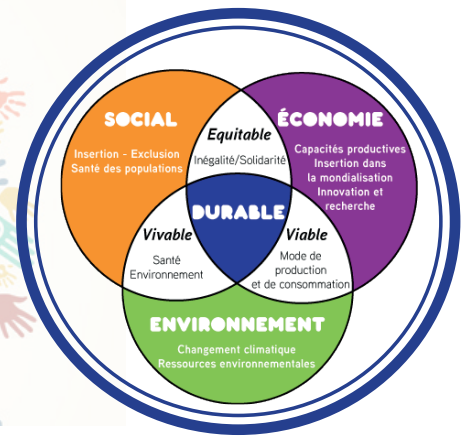 SOCIAL
Insertion - Exclusion
Santé des populations
Equitable
Inégalité/Solidarité
ÉCONOMIE
Capacités productives
Insertion dans
la mondialisation
Innovation et
recherche
DURABLE
Vivable
Santé
Environnement
Viable
Mode de
production
et de consommation
ENVIRONNEMENT
Changement climatique
Ressources environnementales